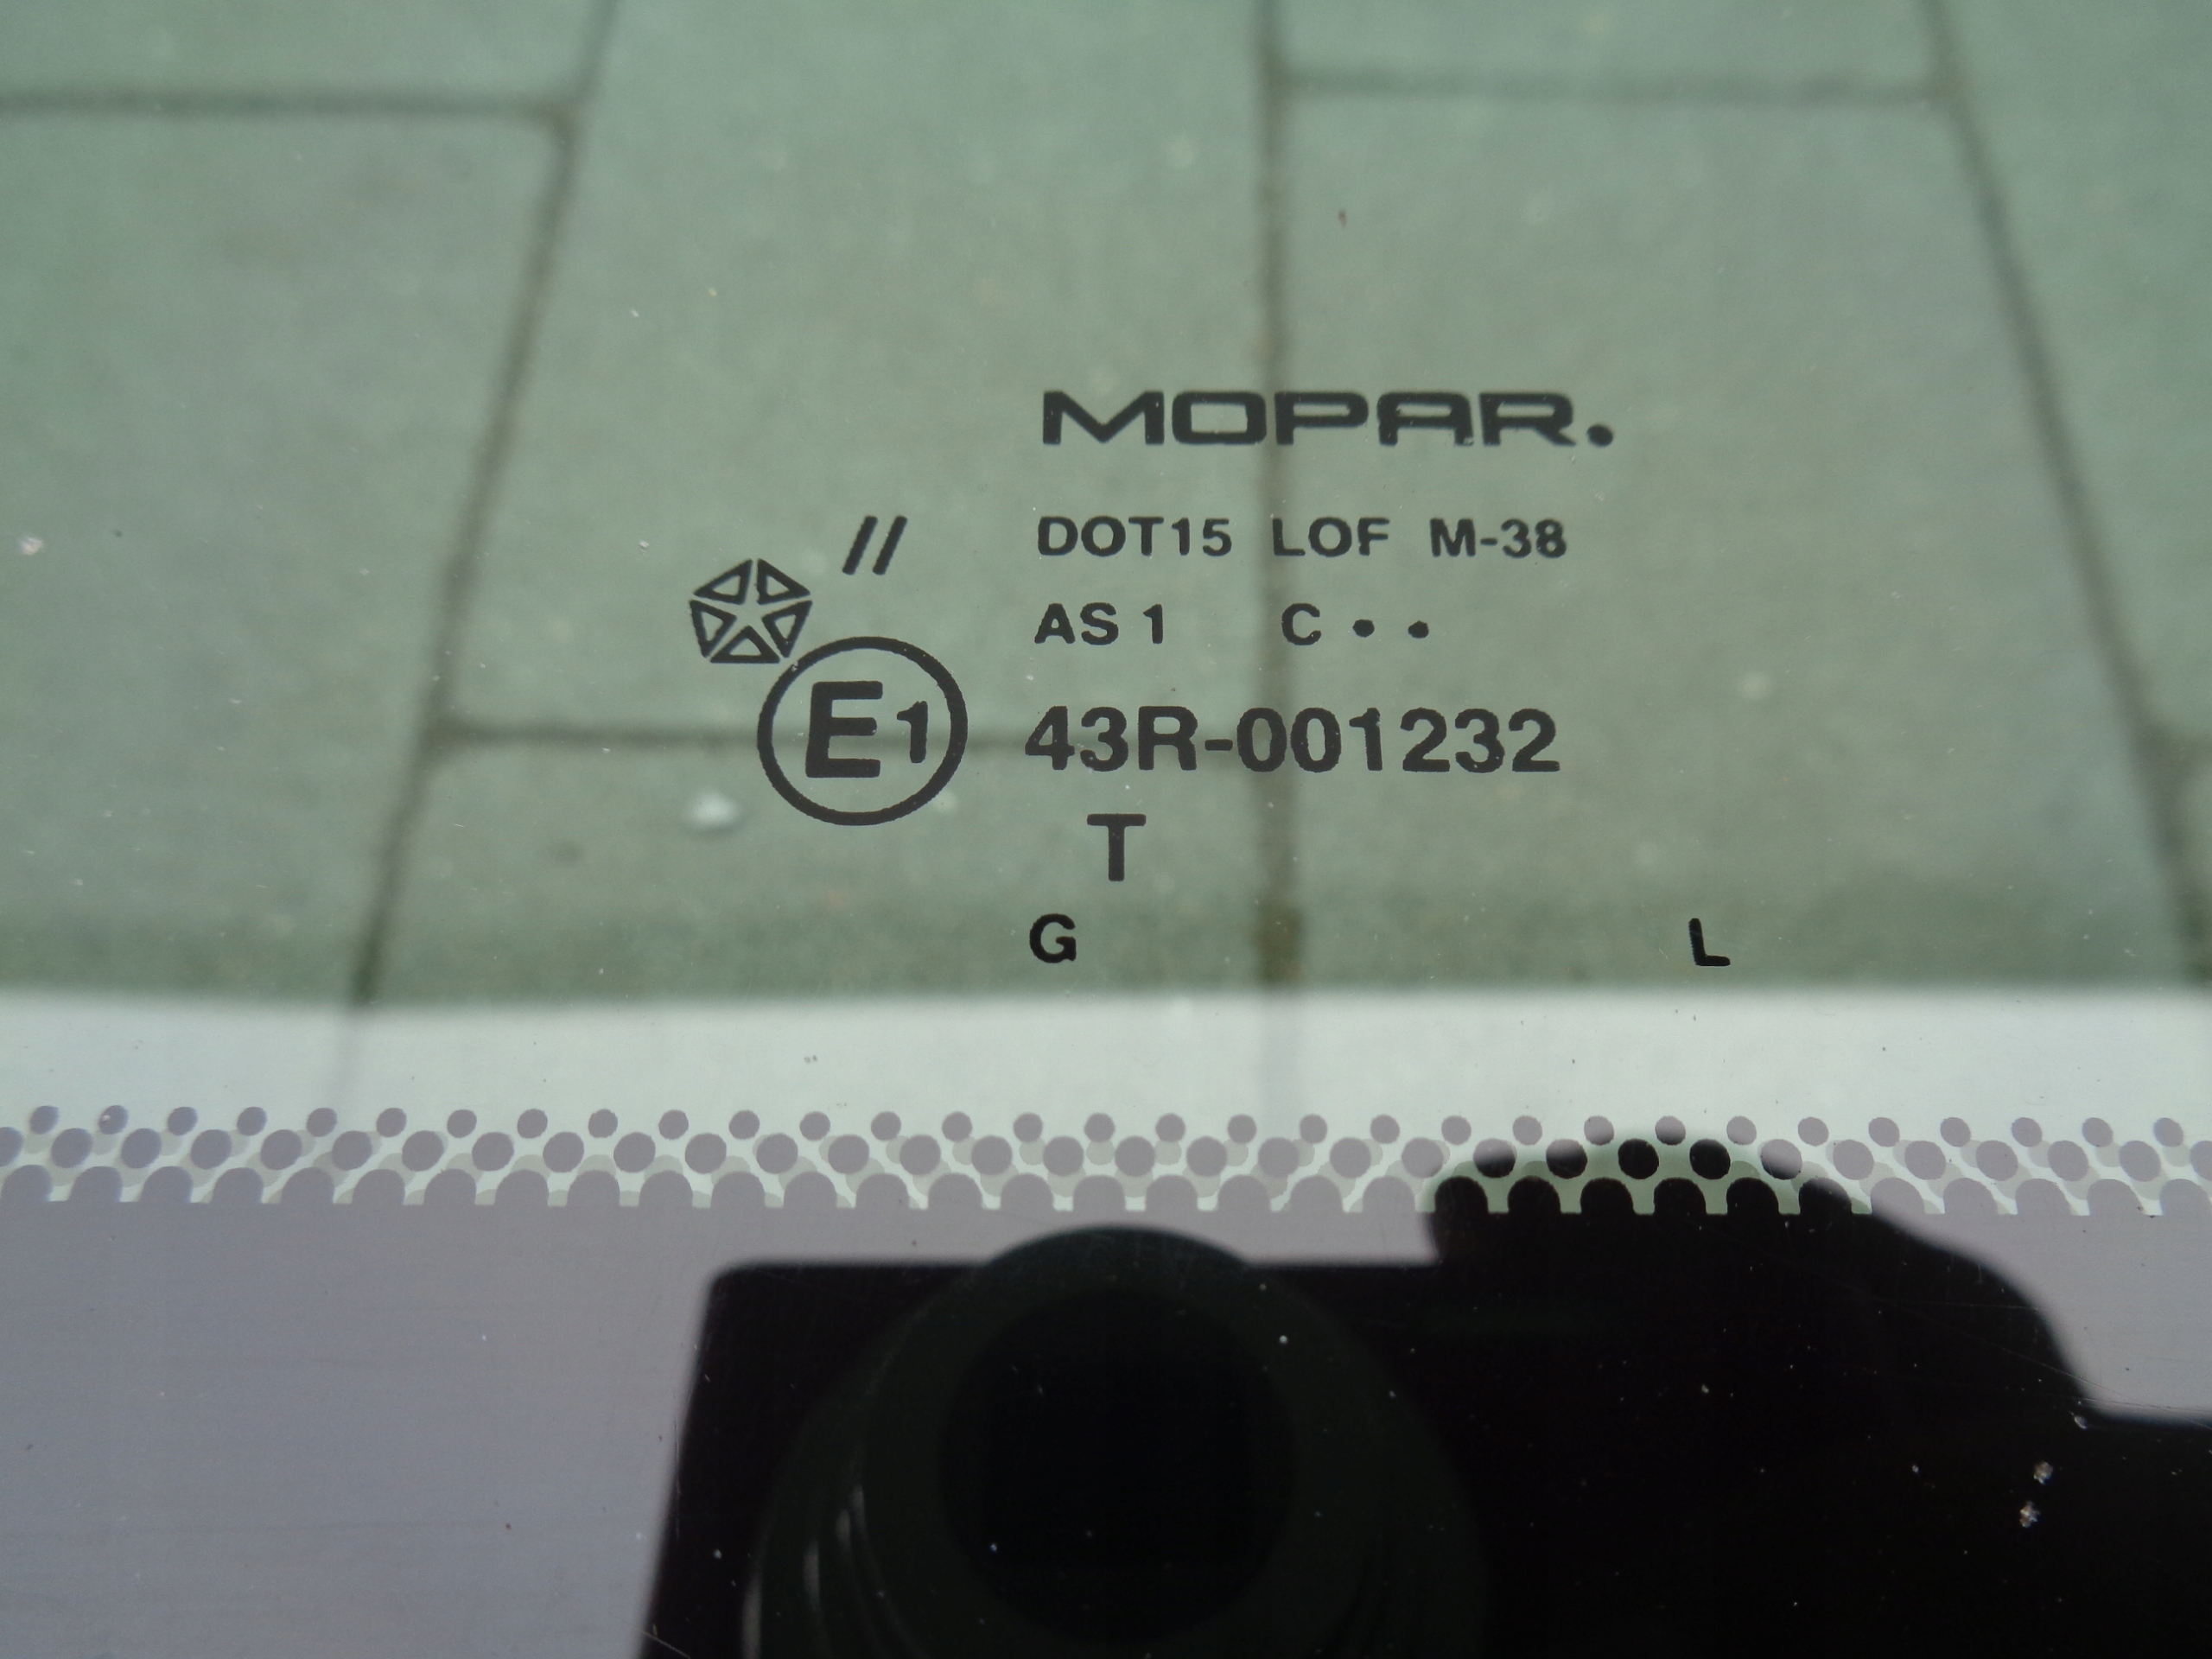 MOPAR.
// DOT15 LOF M-38
AS 1 C • •
E1 43R-001232
T
G L